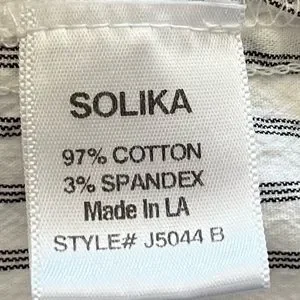 SOLIKA
97% COTTON
3% SPANDEX
Made In LA
STYLE# J5044 B